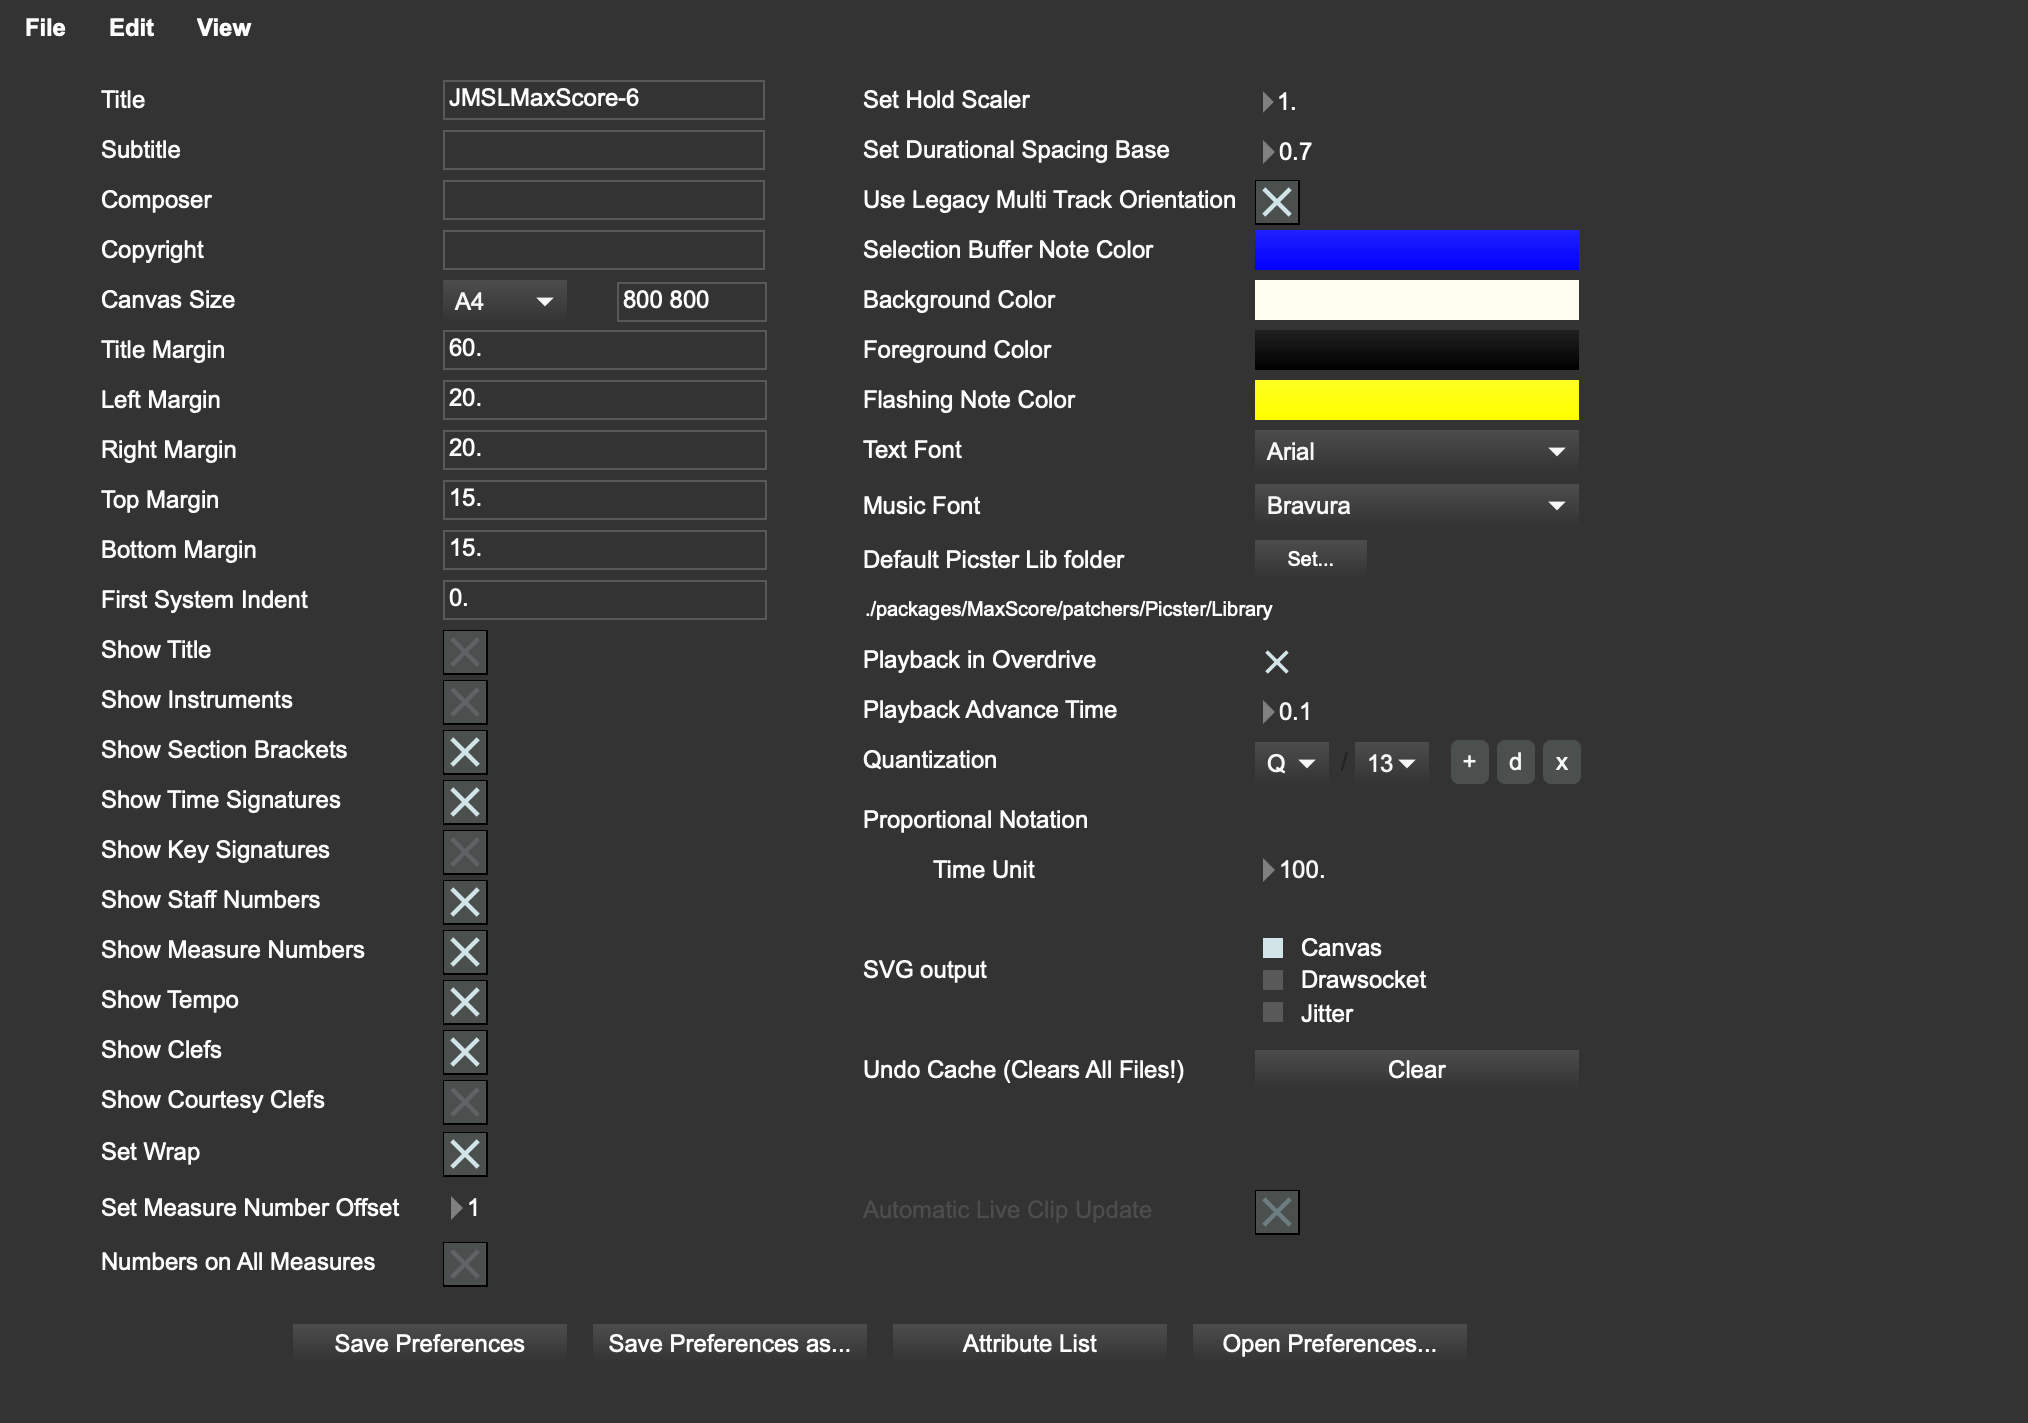 File Edit View
Title JMSLMaxScore-6
Subtitle
Composer
Copyright
Canvas Size A4 800 800
Title Margin 60.
Left Margin 20.
Right Margin 20.
Top Margin 15.
Bottom Margin 15.
First System Indent 0.
Show Title
Show Instruments
Show Section Brackets
Show Time Signatures
Show Key Signatures
Show Staff Numbers
Show Measure Numbers
Show Tempo
Show Clefs
Show Courtesy Clefs
Set Wrap
Set Measure Number Offset 1
Numbers on All Measures
Set Hold Scaler 1.
Set Durational Spacing Base 0.7
Use Legacy Multi Track Orientation
Selection Buffer Note Color
Background Color
Foreground Color
Flashing Note Color
Text Font Arial
Music Font Bravura
Default Picster Lib folder Set...
./packages/MaxScore/patchers/Picster/Library
Playback in Overdrive
Playback Advance Time 0.1
Quantization Q / 13 + d x
Proportional Notation
Time Unit 100.
SVG output
Canvas
Drawsocket
Jitter
Undo Cache (Clears All Files!) Clear
Automatic Live Clip Update
Save Preferences Save Preferences as... Attribute List Open Preferences...